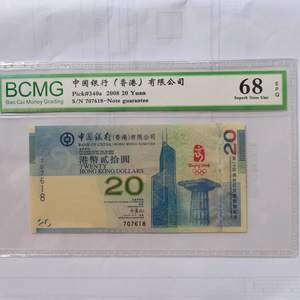 BCMG
Bao Cui Money Grading
中国银行(香港)有限公司
Pick#340a 2008 20 Yuan
S/N 707618-Note guarantee
68
EPQ
Superb Gem Unc
中國銀行(香港)有限公司
BANK OF CHINA (HONG KONG) LIMITED
港幣貳拾圓
TWENTY
HONG KONG DOLLARS
20
707618
20
Beijing 2008
707618